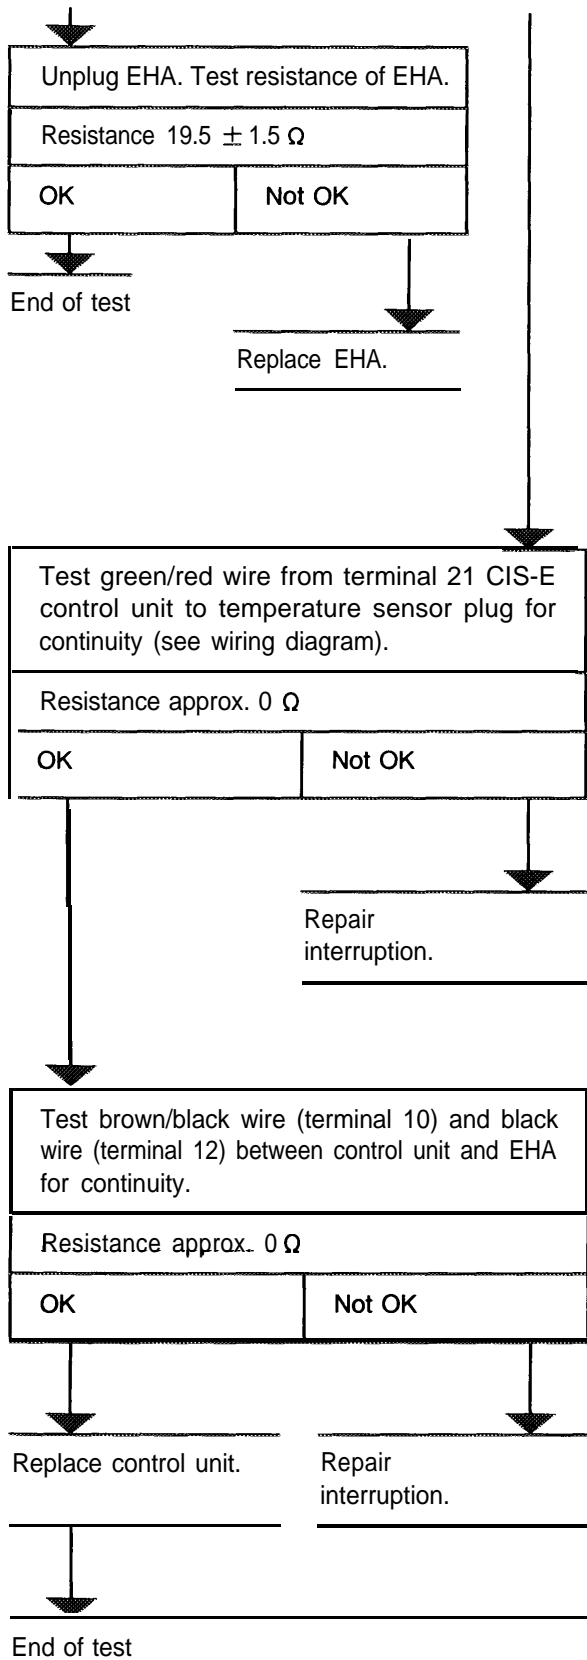 Unplug EHA. Test resistance of EHA.
Resistance 19.5 ± 1.5 Ω
OK
Not OK
End of test
Replace EHA.
Test green/red wire from terminal 21 CIS-E
control unit to temperature sensor plug for
continuity (see wiring diagram).
Resistance approx. 0 Ω
OK
Not OK
Repair
interruption.
Test brown/black wire (terminal 10) and black
wire (terminal 12) between control unit and EHA
for continuity.
Resistance approx. 0 Ω
OK
Not OK
Replace control unit.
Repair
interruption.
End of test